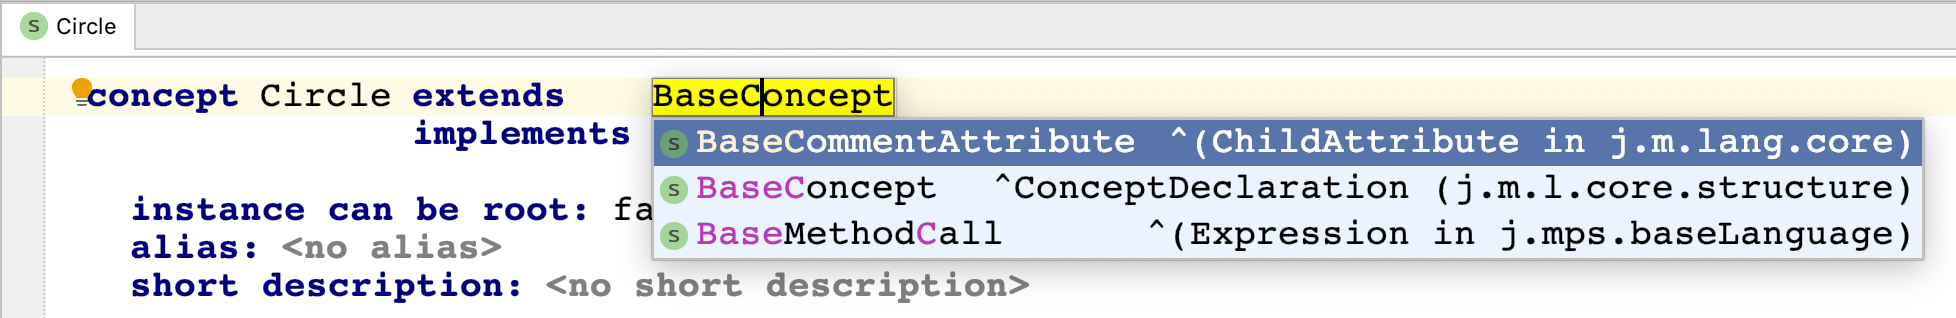 S Circle
concept Circle extends BaseConcept
implements
S BaseCommentAttribute ^(ChildAttribute in j.m.lang.core)
S BaseConcept ^ConceptDeclaration (j.m.l.core.structure)
S BaseMethodCall ^(Expression in j.mps.baseLanguage)
instance can be root: fa
alias: <no alias>
short description: <no short description>